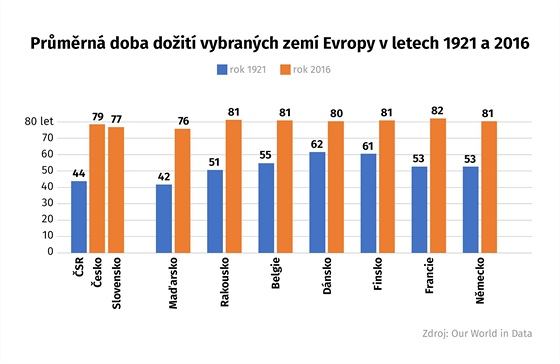 Průměrná doba dožití vybraných zemí Evropy v letech 1921 a 2016
rok 1921 rok 2016
80 let
70
60
50
40
30
20
10
0
44 79 77 42 76 51 81 55 81 62 80 61 81 53 82 53 81
ČSR
Česko
Slovensko
Maďarsko
Rakousko
Belgie
Dánsko
Finsko
Francie
Německo
Zdroj: Our World in Data